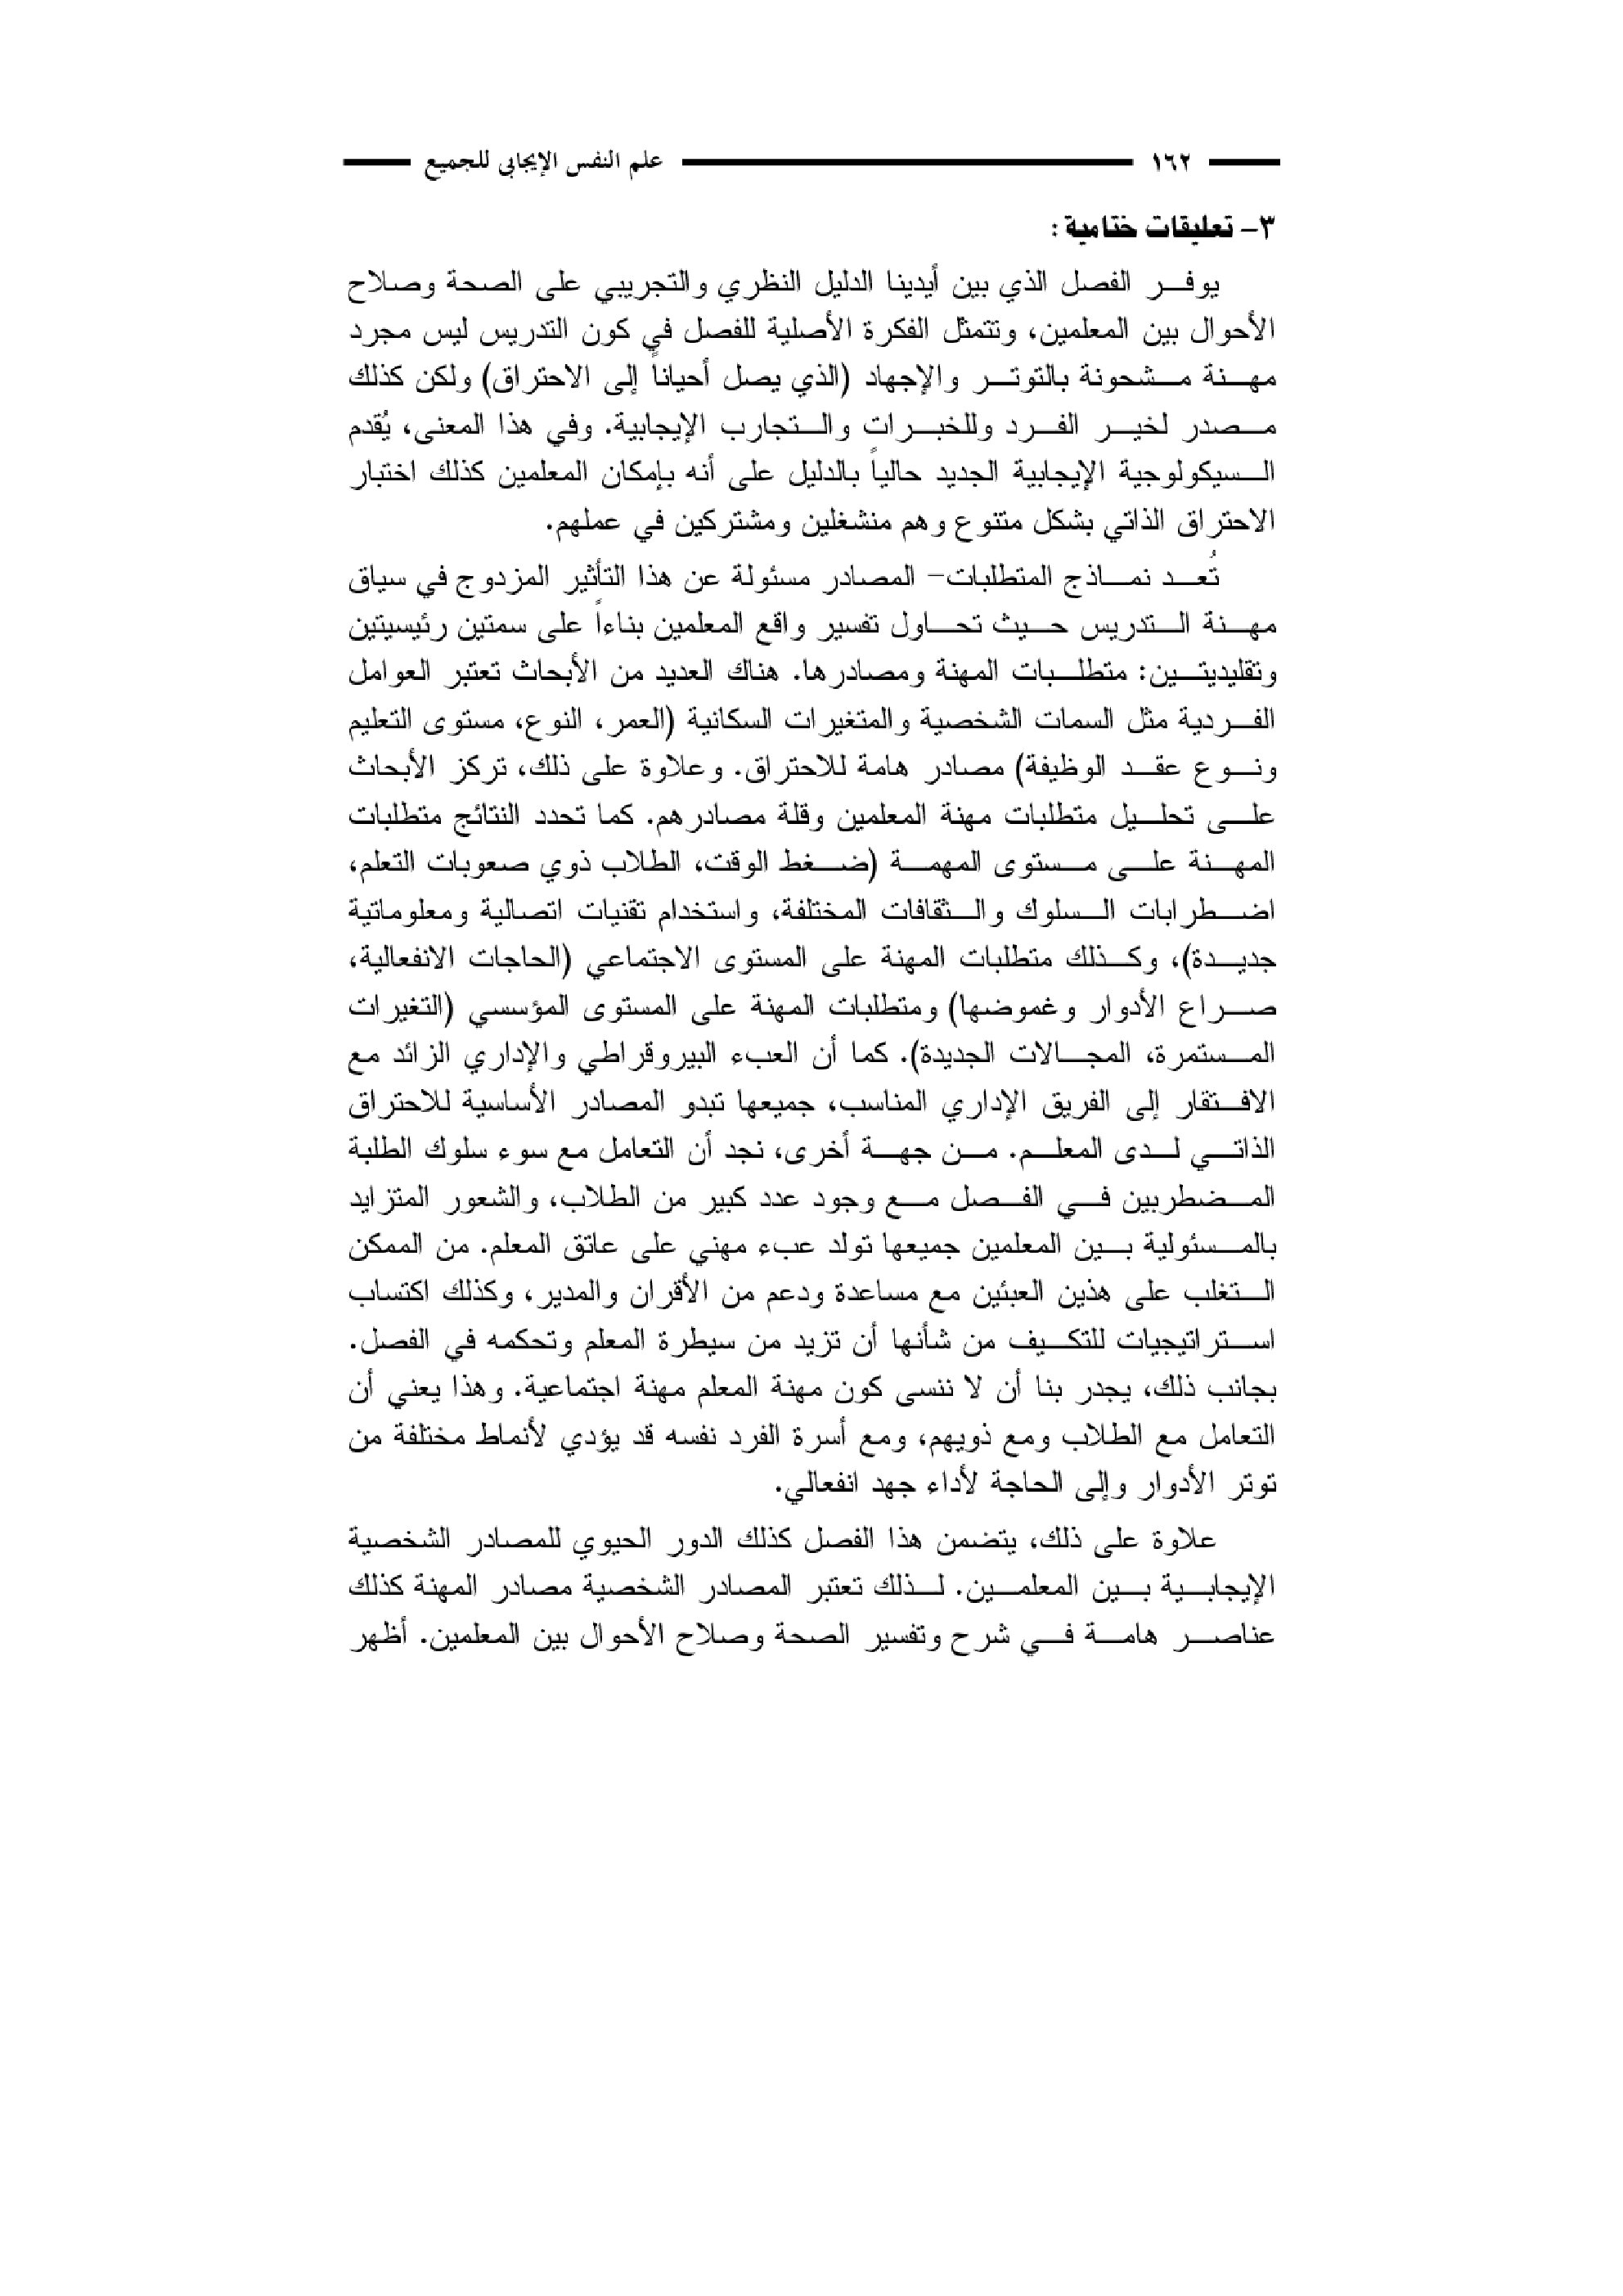 ١٦٢ علم النفس الإيجابى للجميع
٣- تعليقات ختامية :
يوفر الفصل الذي بين أيدينا الدليل النظري والتجريبي على الصحة وصلاح
الأحوال بين المعلمين، وتتمثل الفكرة الأصلية للفصل في كون التدريس ليس مجرد
مهنة مشحونة بالتوتر والإجهاد (الذي يصل أحياناً إلى الاحتراق) ولكن كذلك
مصدر لخير الفرد وللخبرات والتجارب الإيجابية. وفي هذا المعنى، يُقدم
السيكولوجية الإيجابية الجديد حالياً بالدليل على أنه بإمكان المعلمين كذلك اختبار
الاحتراق الذاتي بشكل متنوع وهم منشغلين ومشتركين في عملهم.
تُعد نماذج المتطلبات- المصادر مسئولة عن هذا التأثير المزدوج في سياق
مهنة التدريس حيث تحاول تفسير واقع المعلمين بناءاً على سمتين رئيسيتين
وتقليديتين: متطلبات المهنة ومصادرها. هناك العديد من الأبحاث تعتبر العوامل
الفردية مثل السمات الشخصية والمتغيرات السكانية (العمر، النوع، مستوى التعليم
ونوع عقد الوظيفة) مصادر هامة للاحتراق. وعلاوة على ذلك، تركز الأبحاث
على تحليل متطلبات مهنة المعلمين وقلة مصادرهم. كما تحدد النتائج متطلبات
المهنة على مستوى المهمة (ضغط الوقت، الطلاب ذوي صعوبات التعلم،
اضطرابات السلوك والثقافات المختلفة، واستخدام تقنيات اتصالية ومعلوماتية
جديدة)، وكذلك متطلبات المهنة على المستوى الاجتماعي (الحاجات الانفعالية،
صراع الأدوار وغموضها) ومتطلبات المهنة على المستوى المؤسسي (التغيرات
المستمرة، المجالات الجديدة). كما أن العبء البيروقراطي والإداري الزائد مع
الافتقار إلى الفريق الإداري المناسب، جميعها تبدو المصادر الأساسية للاحتراق
الذاتي لدى المعلم. من جهة أخرى، نجد أن التعامل مع سوء سلوك الطلبة
المضطربين في الفصل مع وجود عدد كبير من الطلاب، والشعور المتزايد
بالمسئولية بين المعلمين جميعها تولد عبء مهني على عاتق المعلم. من الممكن
التغلب على هذين العبئين مع مساعدة ودعم من الأقران والمدير، وكذلك اكتساب
استراتيجيات للتكيف من شأنها أن تزيد من سيطرة المعلم وتحكمه في الفصل.
بجانب ذلك، يجدر بنا أن لا ننسى كون مهنة المعلم مهنة اجتماعية. وهذا يعني أن
التعامل مع الطلاب ومع ذويهم، ومع أسرة الفرد نفسه قد يؤدي لأنماط مختلفة من
توتر الأدوار وإلى الحاجة لأداء جهد انفعالي.
علاوة على ذلك، يتضمن هذا الفصل كذلك الدور الحيوي للمصادر الشخصية
الإيجابية بين المعلمين. لذلك تعتبر المصادر الشخصية مصادر المهنة كذلك
عناصر هامة في شرح وتفسير الصحة وصلاح الأحوال بين المعلمين. أظهر